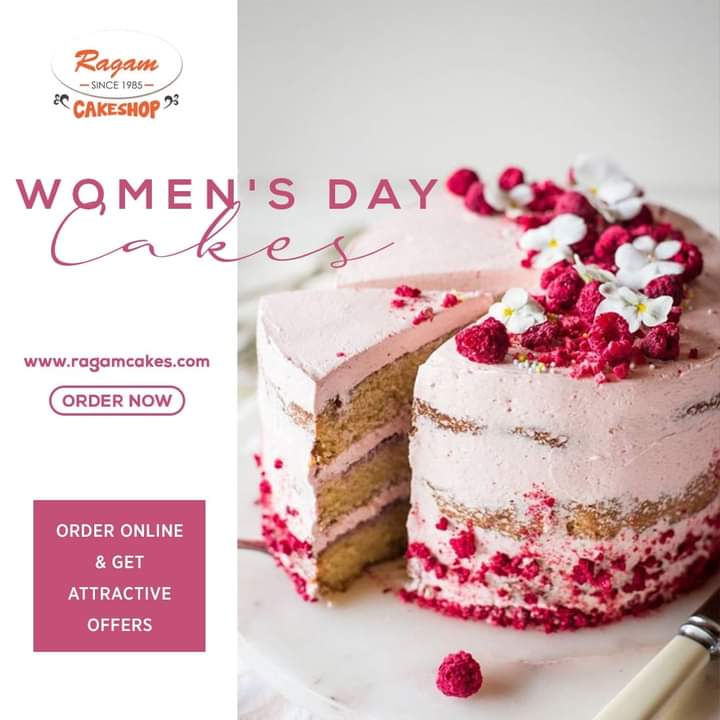 Ragam
SINCE 1985
CAKESHOP
WOMEN'S DAY
Cakes
www.ragamcakes.com
ORDER NOW
ORDER ONLINE
& GET
ATTRACTIVE
OFFERS